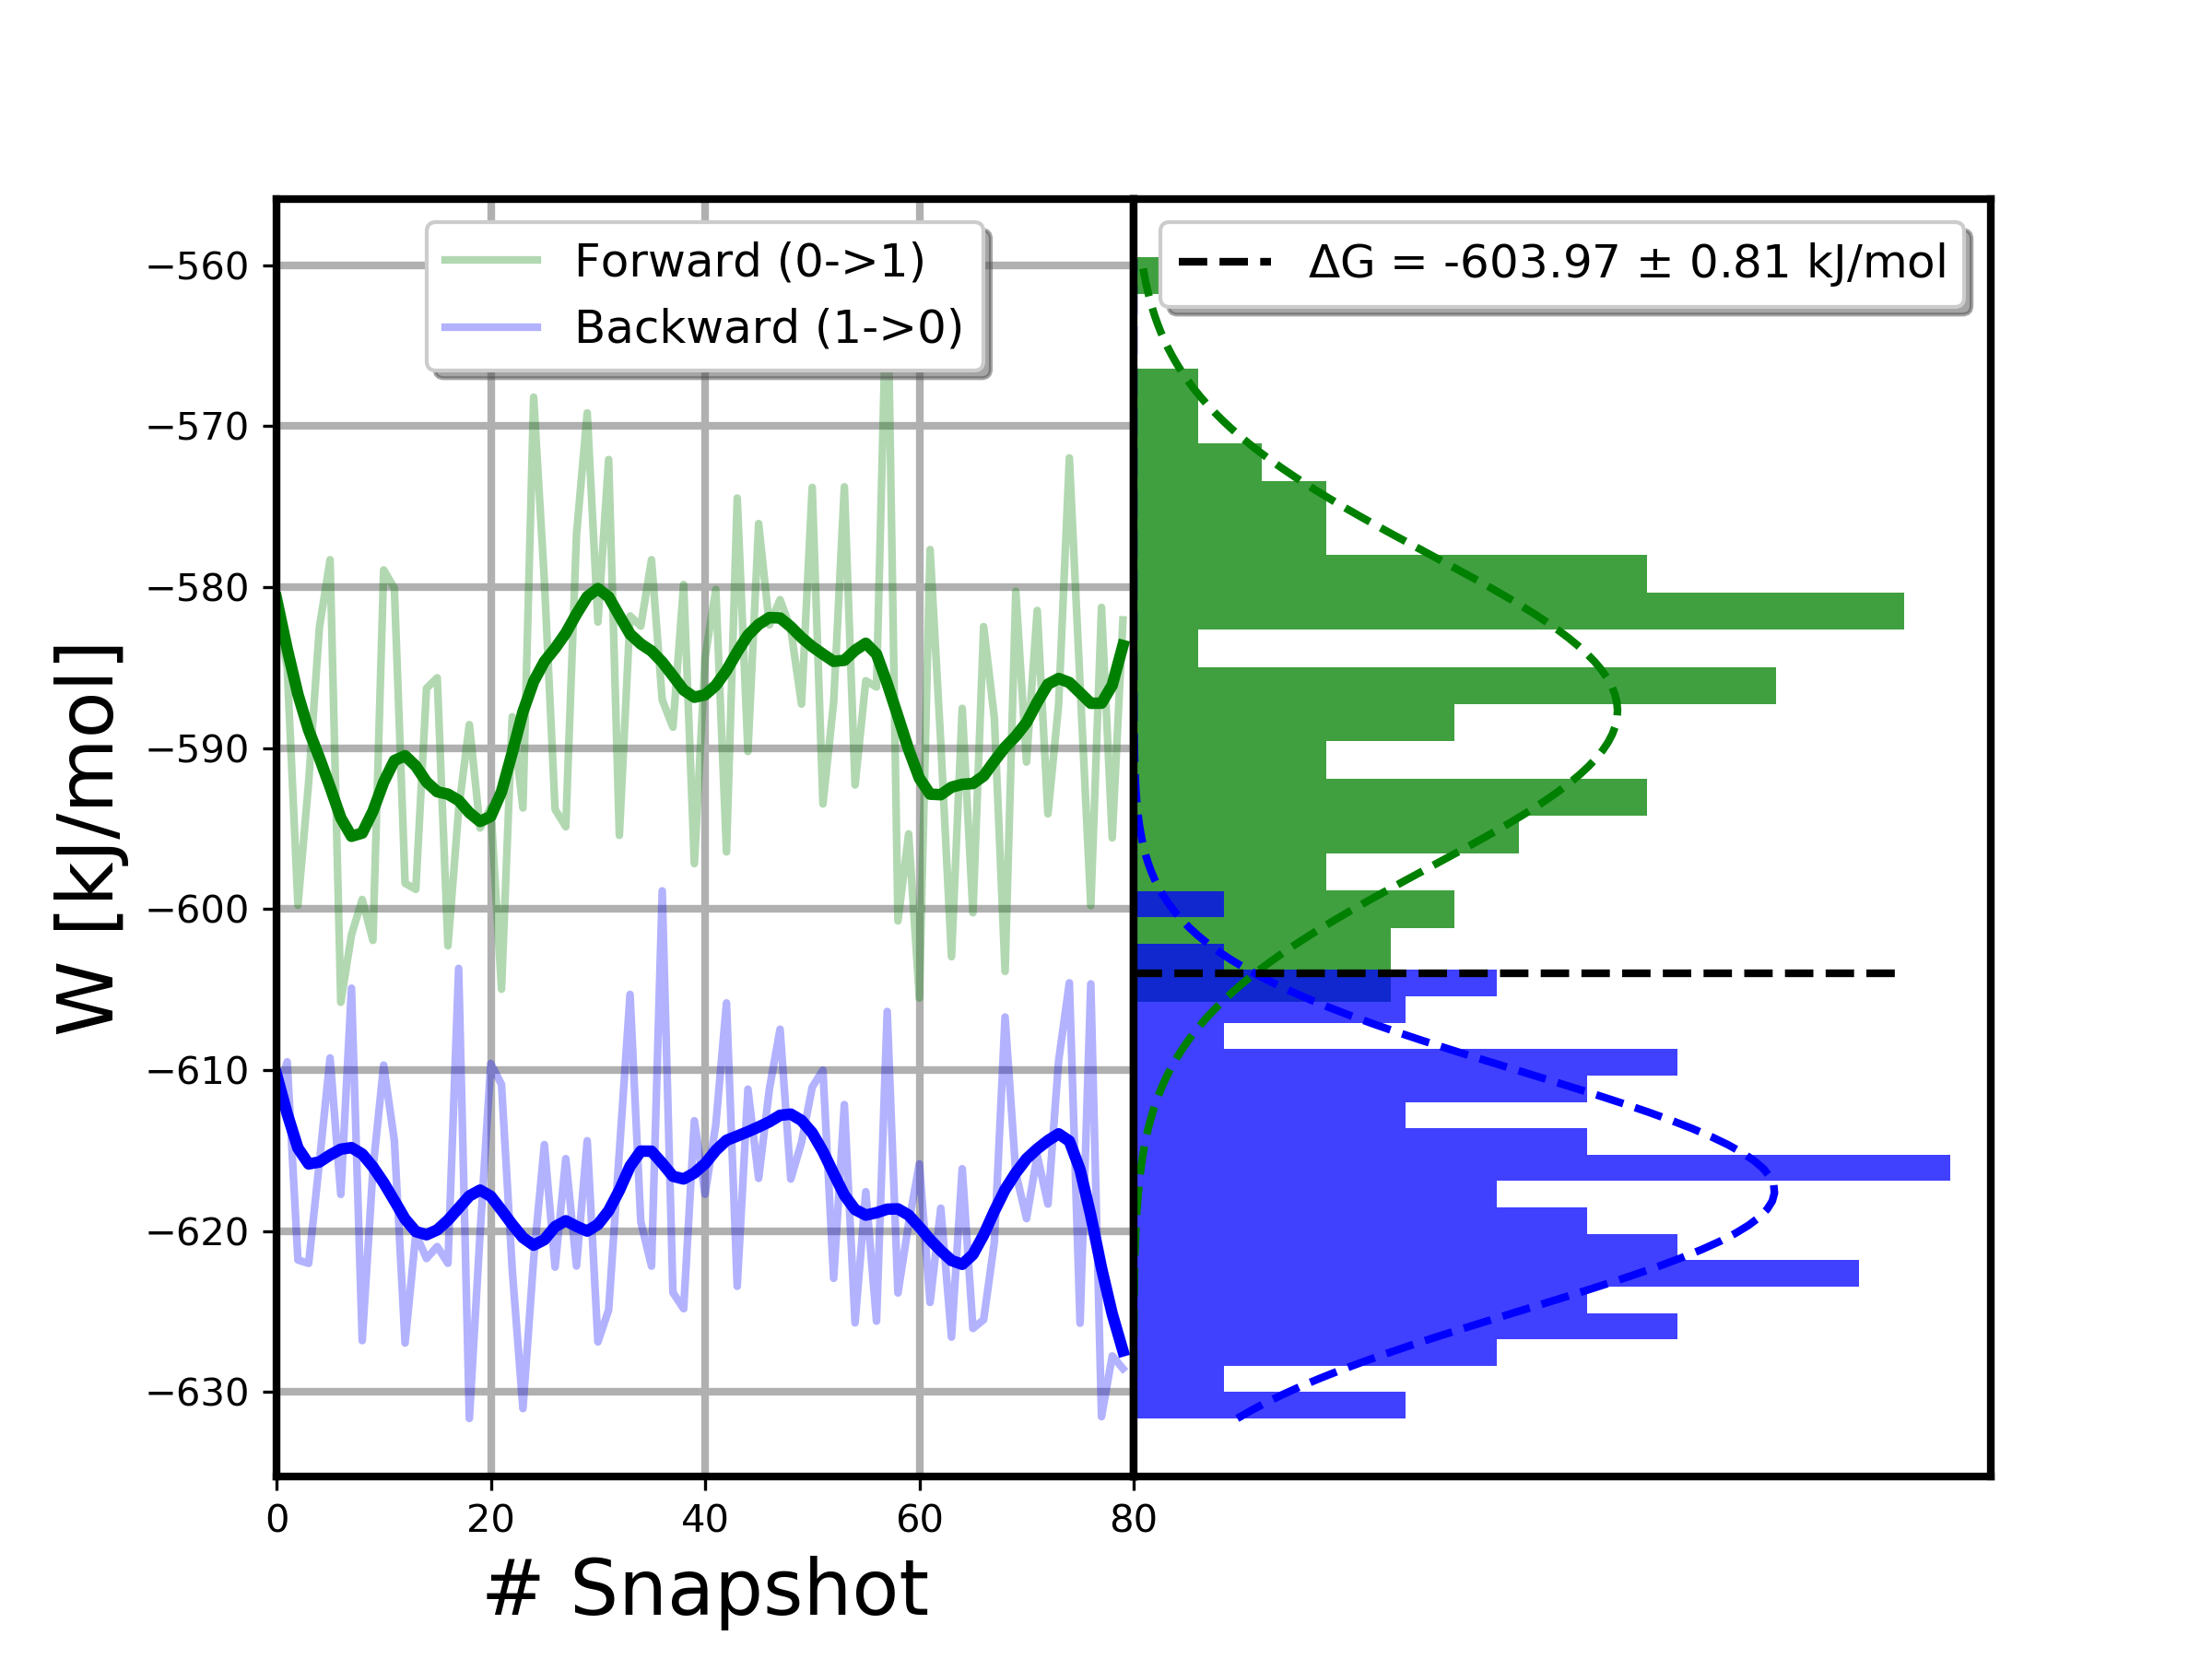 Forward (0->1)
Backward (1->0)
ΔG = -603.97 ± 0.81 kJ/mol
W [kJ/mol]
−560
−570
−580
−590
−600
−610
−620
−630
0
20
40
60
80
# Snapshot